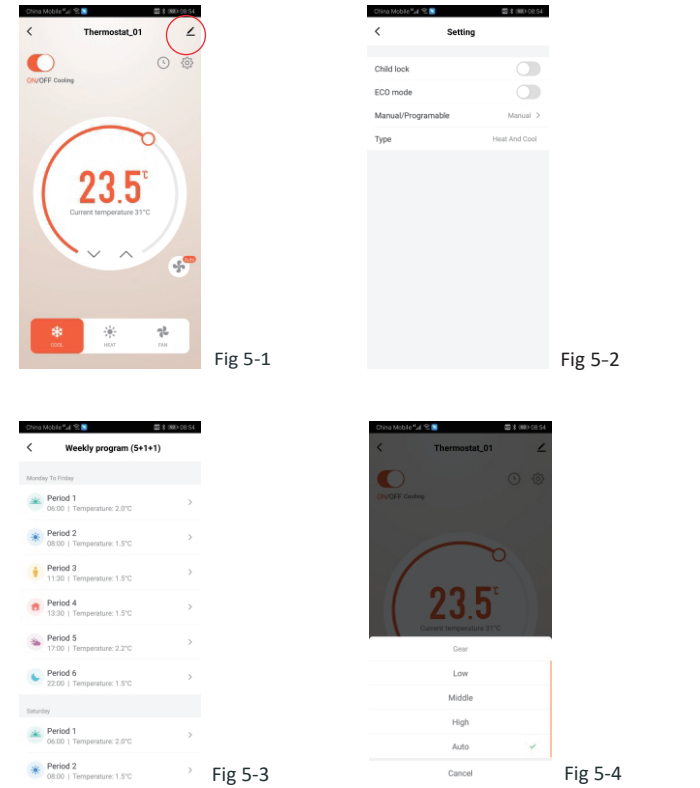 China Mobile 08:54
Thermostat_01
ON/OFF Cooling
23.5℃
Current temperature 31°C
COOL HEAT FAN
Fig 5-1
China Mobile 08:54
Setting
Child lock
ECO mode
Manual/Programable Manual
Type Heat And Cool
Fig 5-2
China Mobile 08:54
Weekly program (5+1+1)
Monday To Friday
Period 1
06:00 | Temperature: 2.0°C
Period 2
08:00 | Temperature: 1.5°C
Period 3
11:30 | Temperature: 1.5°C
Period 4
13:30 | Temperature: 1.5°C
Period 5
17:00 | Temperature: 2.2°C
Period 6
22:00 | Temperature: 1.5°C
Saturday
Period 1
06:00 | Temperature: 2.0°C
Period 2
08:00 | Temperature: 1.5°C
Fig 5-3
China Mobile 08:54
Thermostat_01
ON/OFF Cooling
23.5℃
Current temperature 31°C
Gear
Low
Middle
High
Auto
Cancel
Fig 5-4